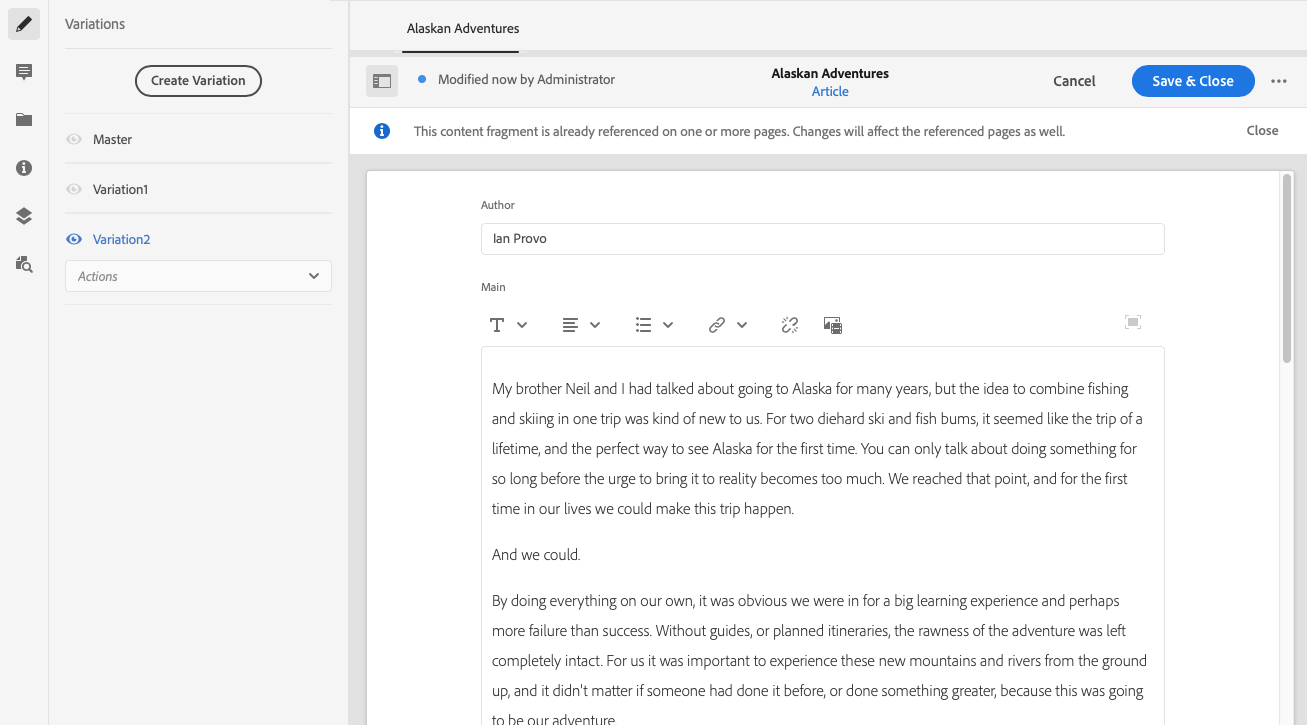 Variations
Create Variation
Master
Variation1
Variation2
Actions
Alaskan Adventures
Modified now by Administrator
Alaskan Adventures
Article
Cancel
Save & Close
This content fragment is already referenced on one or more pages. Changes will affect the referenced pages as well.
Close
Author
Ian Provo
Main
My brother Neil and I had talked about going to Alaska for many years, but the idea to combine fishing
and skiing in one trip was kind of new to us. For two diehard ski and fish bums, it seemed like the trip of a
lifetime, and the perfect way to see Alaska for the first time. You can only talk about doing something for
so long before the urge to bring it to reality becomes too much. We reached that point, and for the first
time in our lives we could make this trip happen.
And we could.
By doing everything on our own, it was obvious we were in for a big learning experience and perhaps
more failure than success. Without guides, or planned itineraries, the rawness of the adventure was left
completely intact. For us it was important to experience these new mountains and rivers from the ground
up, and it didn't matter if someone had done it before, or done something greater, because this was going
to be our adventure.